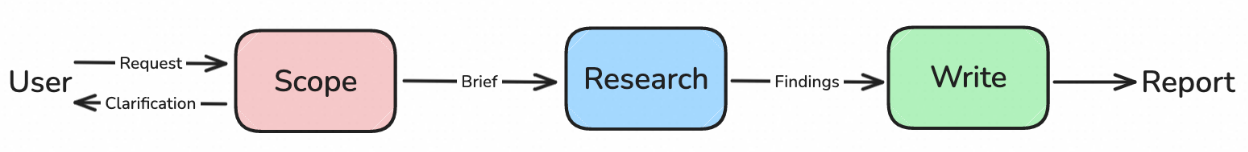 User
Request
Clarification
Scope
Brief
Research
Findings
Write
Report